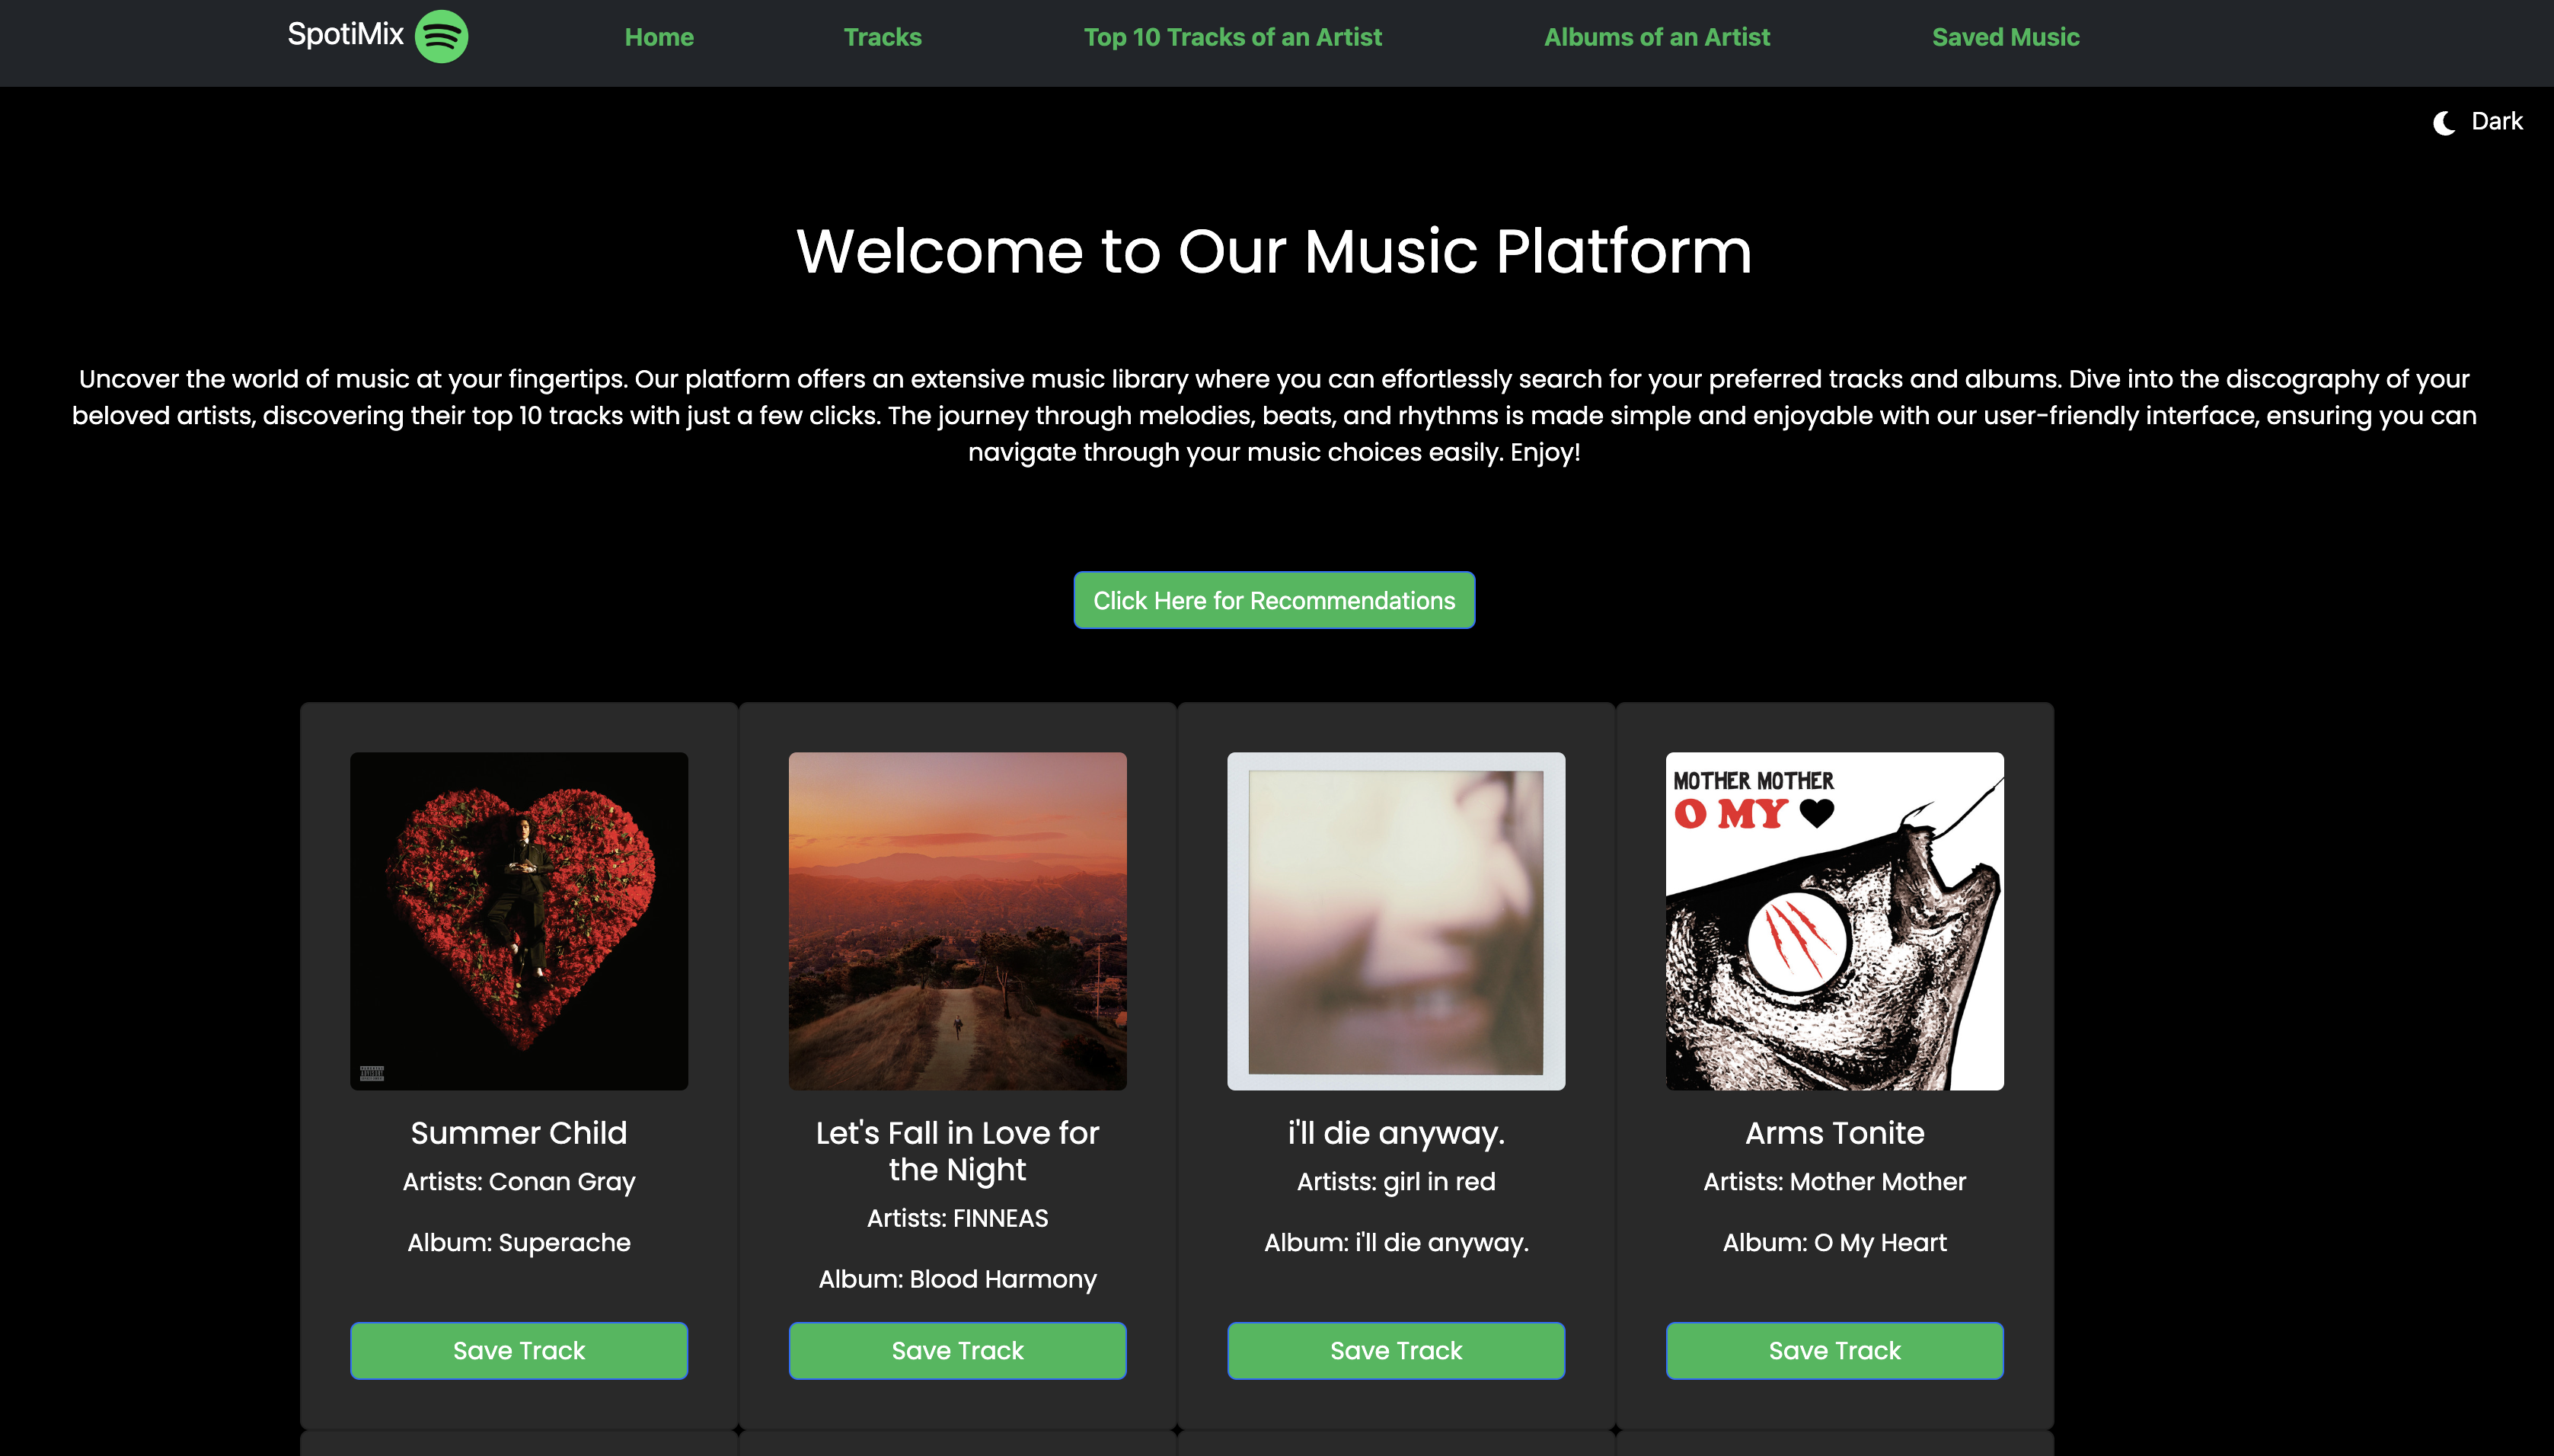 SpotiMix
Home
Tracks
Top 10 Tracks of an Artist
Albums of an Artist
Saved Music
Dark
Welcome to Our Music Platform
Uncover the world of music at your fingertips. Our platform offers an extensive music library where you can effortlessly search for your preferred tracks and albums. Dive into the discography of your
beloved artists, discovering their top 10 tracks with just a few clicks. The journey through melodies, beats, and rhythms is made simple and enjoyable with our user-friendly interface, ensuring you can
navigate through your music choices easily. Enjoy!
Click Here for Recommendations
MOTHER MOTHER
O MY
Summer Child
Artists: Conan Gray
Album: Superache
Save Track
Let's Fall in Love for
the Night
Artists: FINNEAS
Album: Blood Harmony
Save Track
i'll die anyway.
Artists: girl in red
Album: i'll die anyway.
Save Track
Arms Tonite
Artists: Mother Mother
Album: O My Heart
Save Track